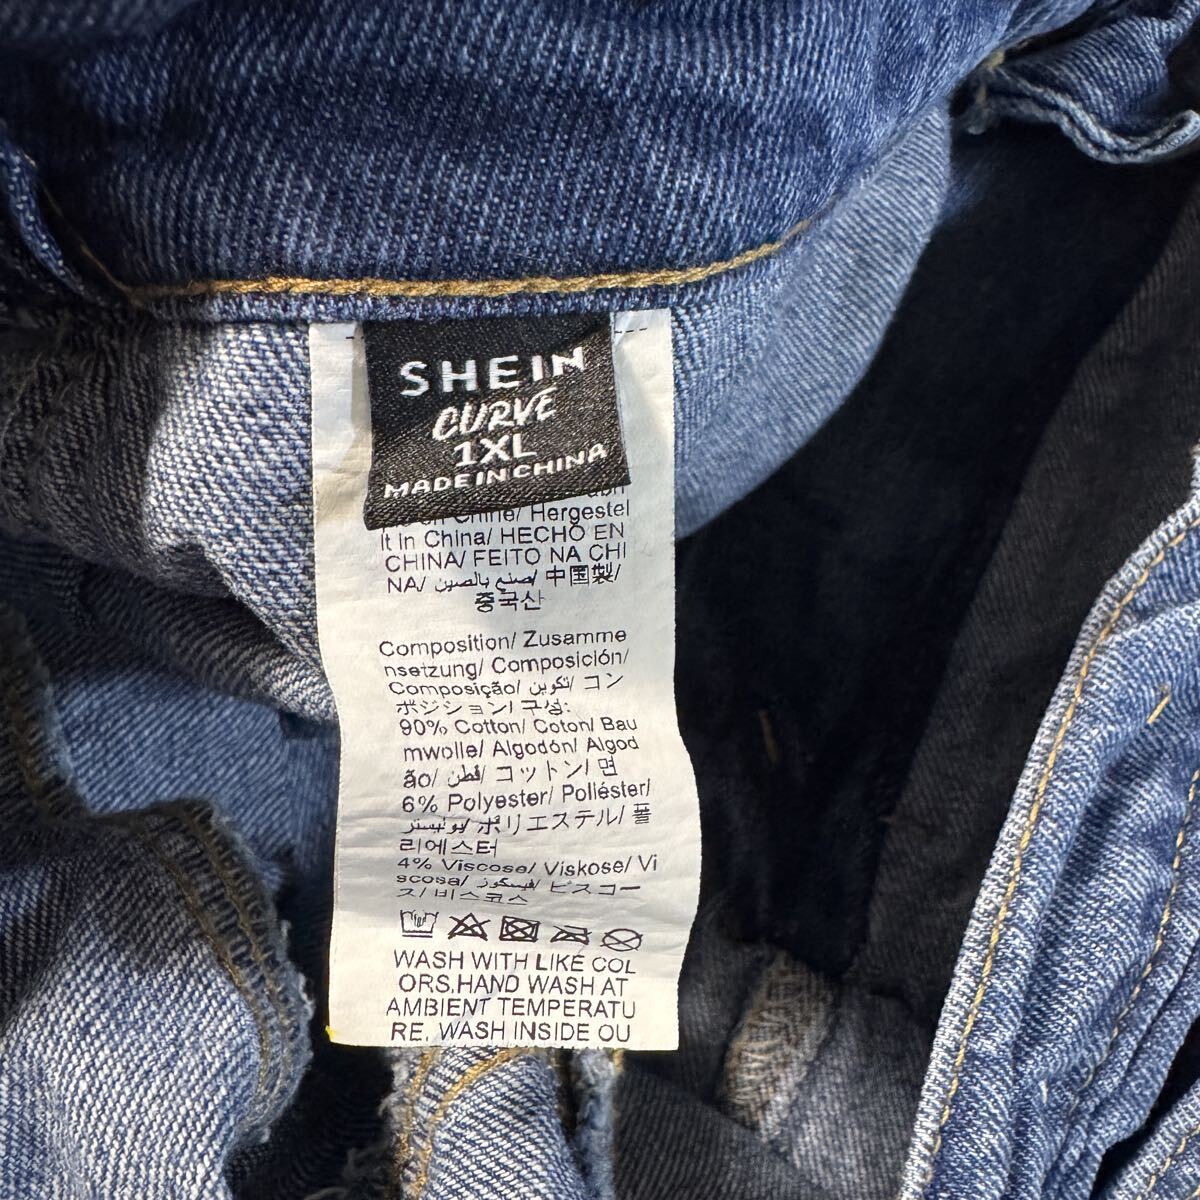 SHEIN
CURVE
1XL
MADE IN CHINA
Chine/ Hergestel
lt in China/ HECHO EN
CHINA/ FEITO NA CHI
NA/ صنع بالصين/ 中国製/
중국산
Composition/ Zusamme
nsetzung/ Composición/
Composição/ تكوين/ コン
ポジション/ 구성:
90% Cotton/ Coton/ Bau
mwolle/ Algodón/ Algod
ão/ قطن/ コットン/ 면
6% Polyester/ Poliéster/
بوليستر/ ポリエステル/ 폴
리에스터
4% Viscose/ Viskose/ Vi
scosa/ فيسكوز/ ビスコー
ス/ 비스코스
WASH WITH LIKE COL
ORS.HAND WASH AT
AMBIENT TEMPERATU
RE, WASH INSIDE OU